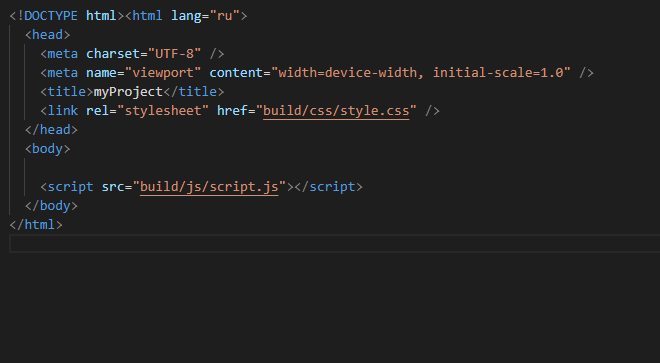 <!DOCTYPE html><html lang="ru">
<head>
<meta charset="UTF-8" />
<meta name="viewport" content="width=device-width, initial-scale=1.0" />
<title>myProject</title>
<link rel="stylesheet" href="build/css/style.css" />
</head>
<body>
<script src="build/js/script.js"></script>
</body>
</html>